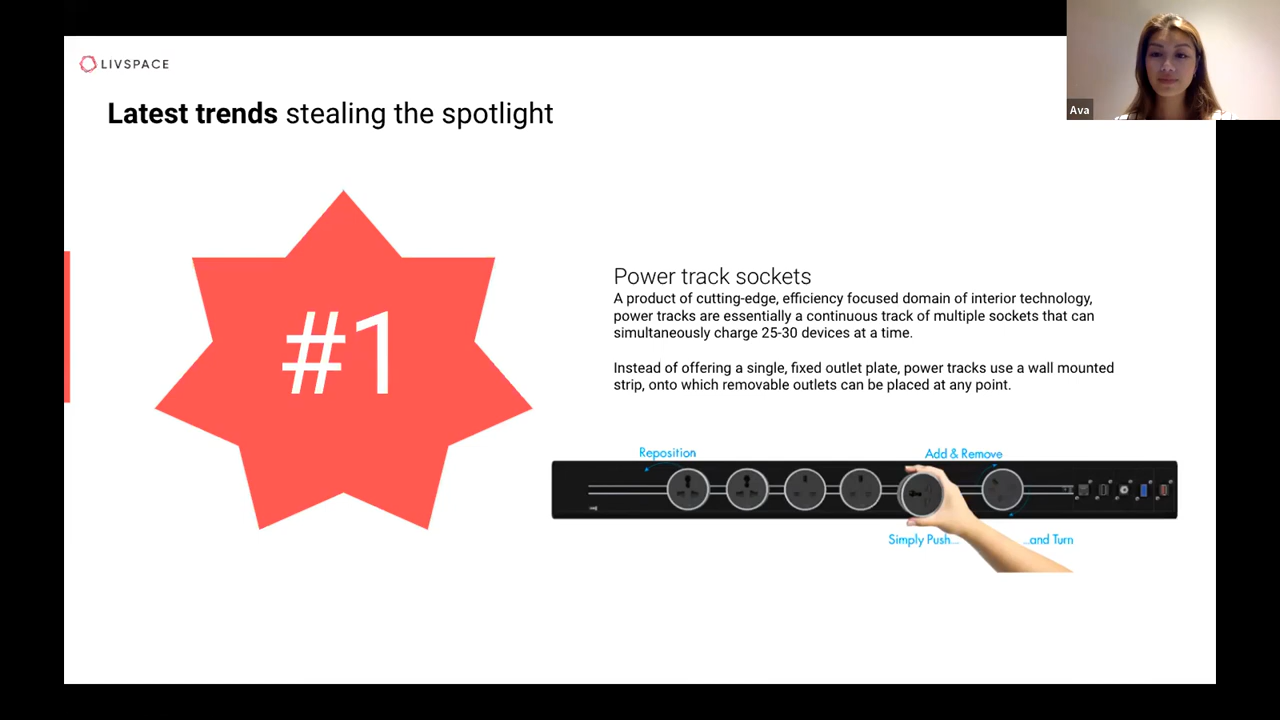 LIVSPACE
Latest trends stealing the spotlight
Ava
#1
Power track sockets
A product of cutting-edge, efficiency focused domain of interior technology,
power tracks are essentially a continuous track of multiple sockets that can
simultaneously charge 25-30 devices at a time.
Instead of offering a single, fixed outlet plate, power tracks use a wall mounted
strip, onto which removable outlets can be placed at any point.
Reposition
Add & Remove
Simply Push...
...and Turn